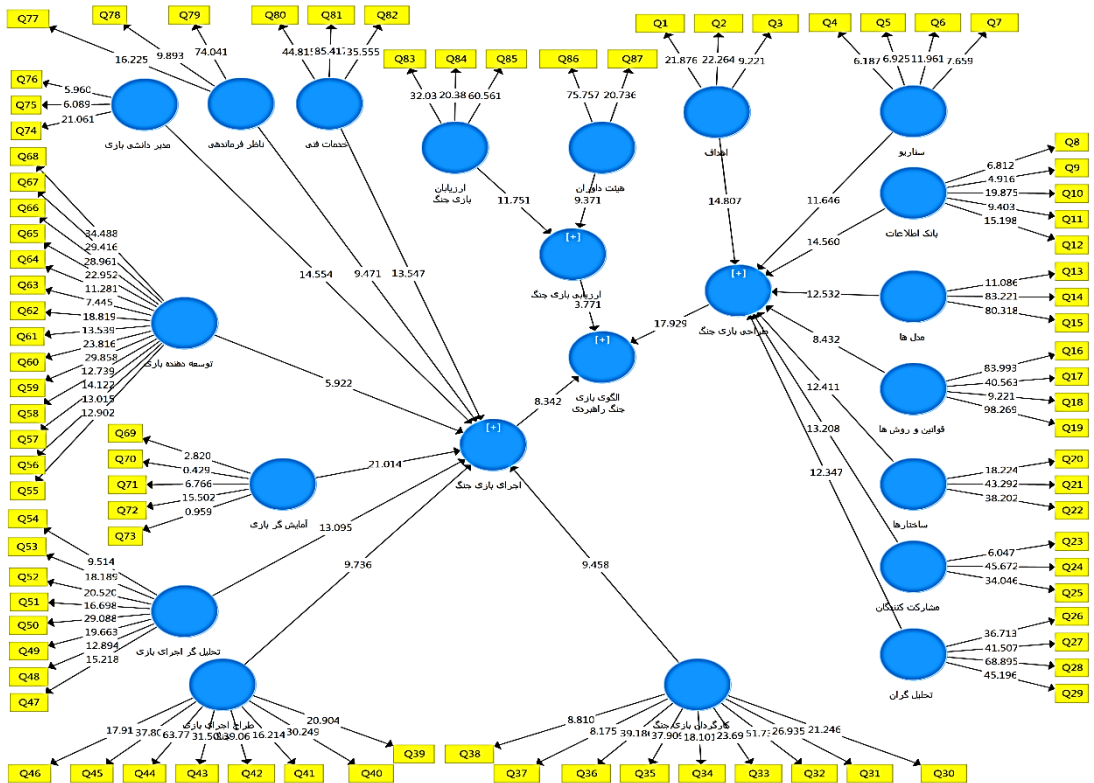 Q77 Q78 Q79 Q80 Q81 Q82
Q1 Q2 Q3 Q4 Q5 Q6 Q7
16.225 9.893 74.041 44.815 85.417 35.555
21.876 22.264 9.221 6.187 6.925 11.961 7.659
Q83 Q84 Q85 Q86 Q87
32.03 20.38 60.561 75.757 20.736
Q76 Q75 Q74
5.960
6.089
21.061
مدیر دانشی بازی
ناظر فرماندهی
خدمات فنی
ارزیابان
بازی جنگ
هیئت داوران
اهداف
سناریو
14.554 9.471 13.547
11.751 9.371
14.807 11.646
Q8 Q9 Q10 Q11 Q12
6.812
4.916
19.875
9.403
15.198
بانک اطلاعات
14.560
[+]
ارزیابی بازی جنگ
3.771
[+]
طراحی بازی جنگ
17.929
[+]
الگوی بازی
جنگ راهبردی
8.342
Q13 Q14 Q15
11.086
83.221
80.318
مدل ها
12.532
Q16 Q17 Q18 Q19
83.993
40.563
9.221
98.269
قوانین و روش ها
8.432
Q20 Q21 Q22
18.224
43.292
38.202
ساختارها
12.411
Q23 Q24 Q25
6.047
45.672
34.046
مشارکت کنندگان
13.208
Q26 Q27 Q28 Q29
36.713
41.507
68.895
45.196
تحلیل گران
12.347
Q68 Q67 Q66 Q65 Q64 Q63 Q62 Q61 Q60 Q59 Q58 Q57 Q56 Q55
34.488
29.416
28.961
22.952
11.281
7.445
18.819
13.539
23.816
29.858
12.739
14.122
13.015
12.902
توسعه دهنده بازی
5.922
[+]
اجرای بازی جنگ
Q69 Q70 Q71 Q72 Q73
2.820
0.429
6.766
15.502
0.959
آمایش گر بازی
21.014
Q54 Q53 Q52 Q51 Q50 Q49 Q48 Q47
9.514
18.189
20.520
16.698
29.088
19.663
12.894
15.218
تحلیل گر اجرای بازی
13.095
9.736
9.458
طراح اجرای بازی
17.91 37.80 63.77 31.50 39.06 16.214 30.249 20.904
Q46 Q45 Q44 Q43 Q42 Q41 Q40 Q39
کارگردان بازی جنگ
8.810 8.175 39.186 37.909 18.101 23.69 51.73 26.935 21.246
Q38 Q37 Q36 Q35 Q34 Q33 Q32 Q31 Q30